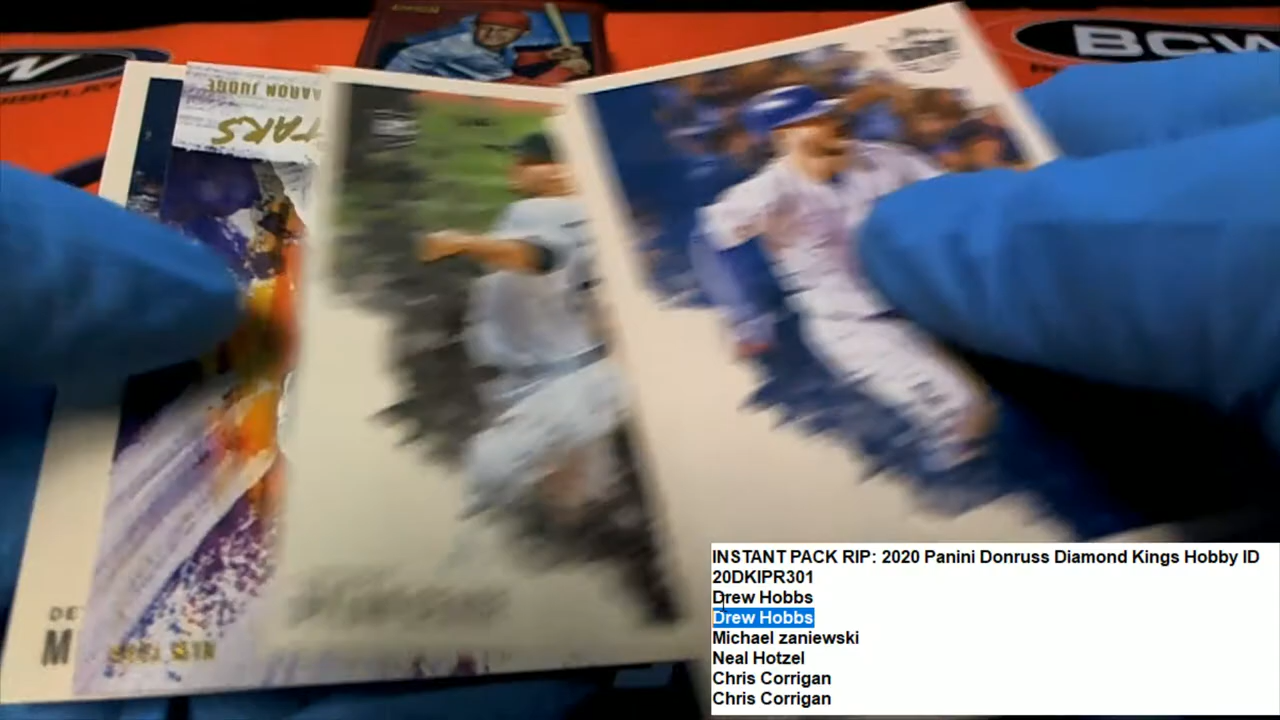 BCW
AARON JUDGE
DE
M
INSTANT PACK RIP: 2020 Panini Donruss Diamond Kings Hobby ID
20DKIPR301
Drew Hobbs
Drew Hobbs
Michael zaniewski
Neal Hotzel
Chris Corrigan
Chris Corrigan